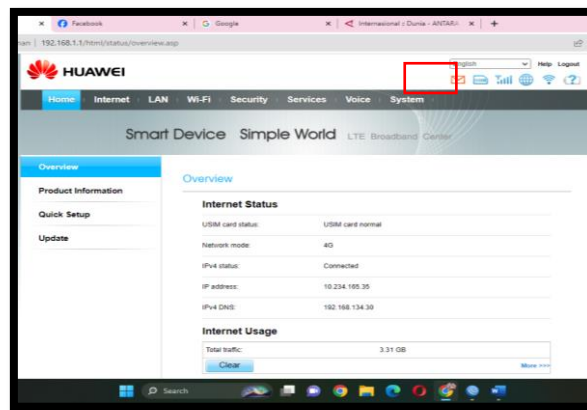 Facebook × G Google × Internasional : Dunia - ANTARA × +
192.168.1.1/html/status/overview.asp
English Help Logout
HUAWEI
Home Internet LAN Wi-Fi Security Services Voice System
Smart Device Simple World LTE Broadband Center
Overview
Product Information
Quick Setup
Update
Overview
Internet Status
USIM card status: USIM card normal
Network mode: 4G
IPv4 status: Connected
IP address: 10.234.165.35
IPv4 DNS: 192.168.134.30
Internet Usage
Total traffic: 3.31 GB
Clear More >>>
Search